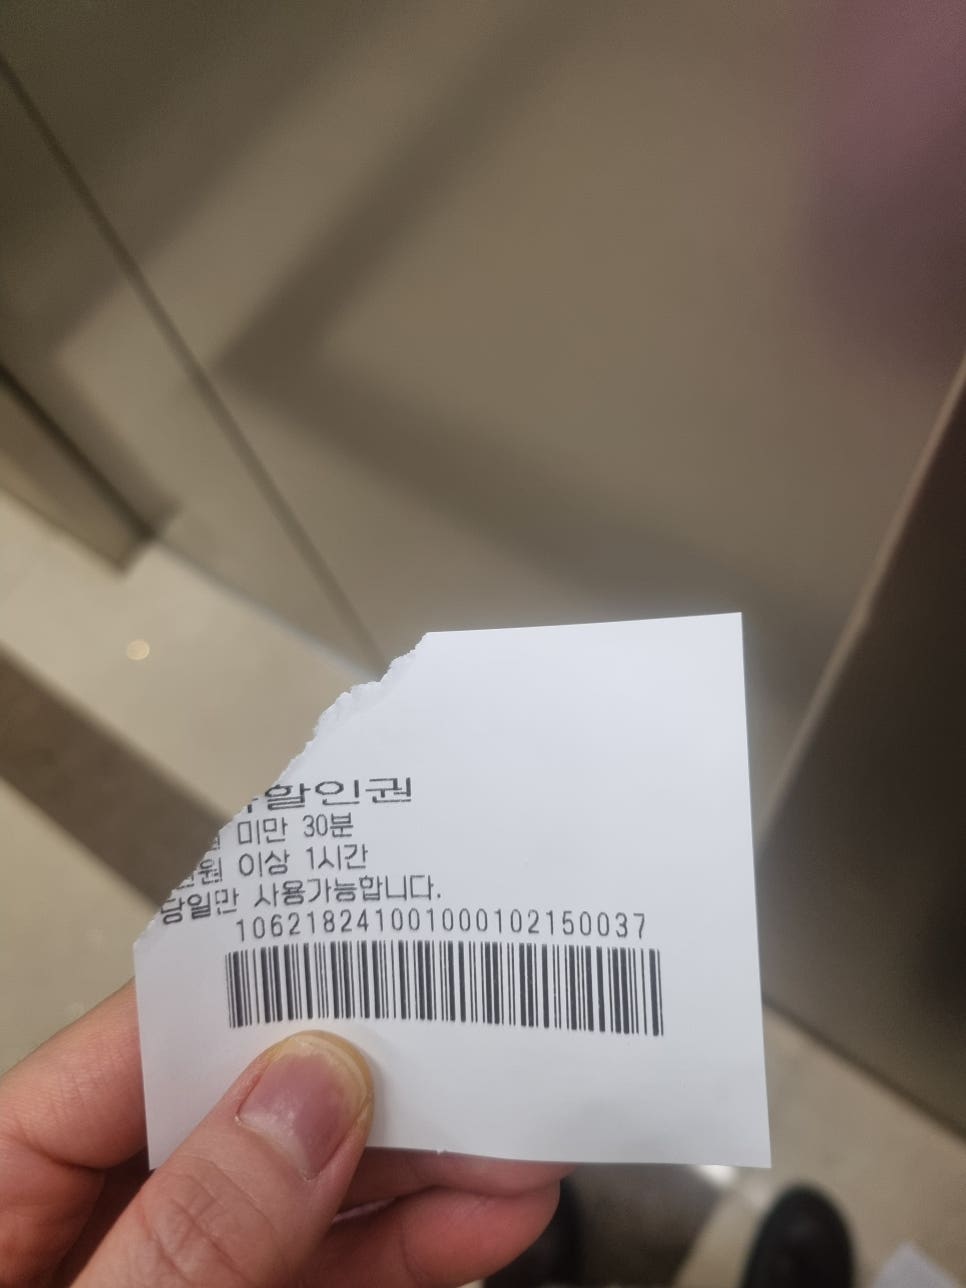 할인권
미만 30분
원 이상 1시간
당일만 사용가능합니다.
106218241001000102150037